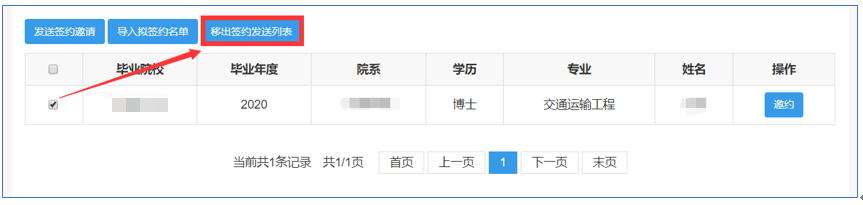 发送签约邀请 导入拟签约名单 移出签约发送列表
毕业院校 毕业年度 院系 学历 专业 姓名 操作
2020 博士 交通运输工程 邀约
当前共1条记录 共1/1页 首页 上一页 1 下一页 末页